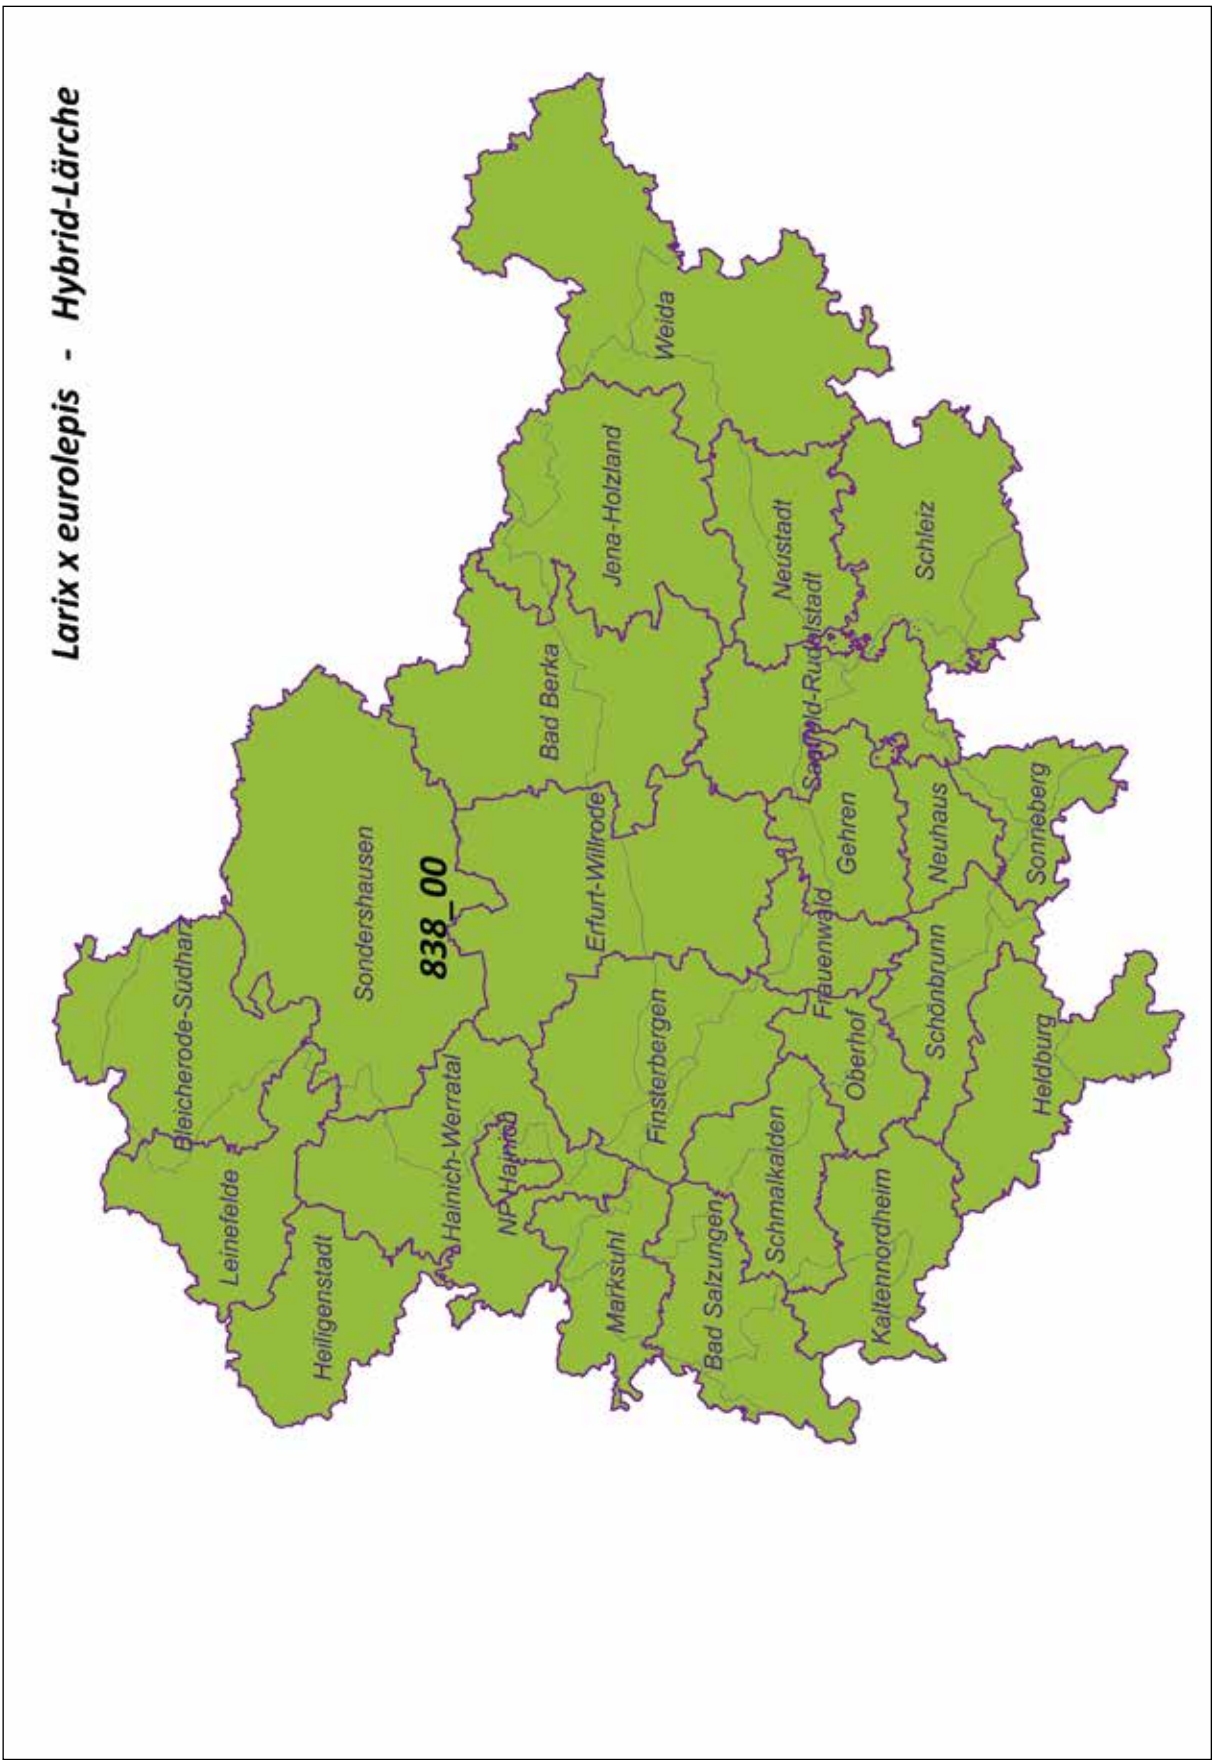 Larix x eurolepis - Hybrid-Lärche
Bleicherode-Südharz
Leinefelde
Heiligenstadt
Sondershausen
838_00
Hainich-Werratal
NP Hainich
Bad Berka
Erfurt-Willrode
Jena-Holzland
Weida
Marksuhl
Finsterbergen
Bad Salzungen
Schmalkalden
Neustadt
Saalfeld-Rudolstadt
Frauenwald
Gehren
Oberhof
Kaltennordheim
Schleiz
Neuhaus
Schönbrunn
Sonneberg
Heldburg